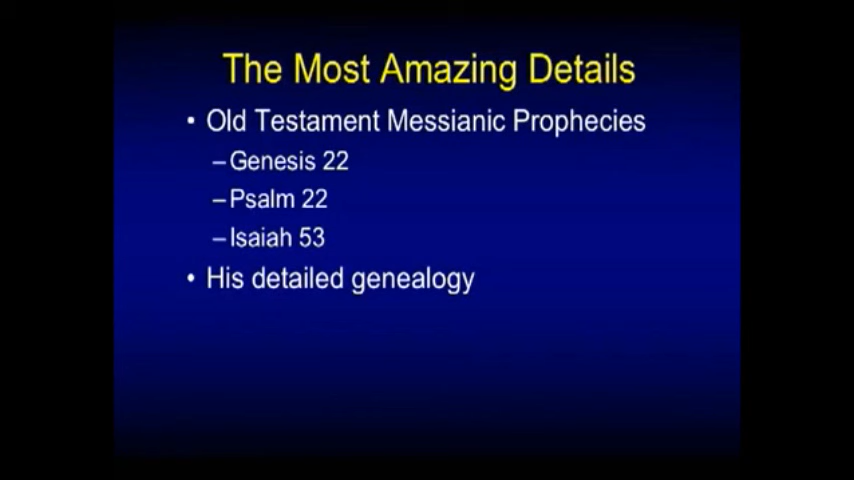 The Most Amazing Details
• Old Testament Messianic Prophecies
–Genesis 22
–Psalm 22
–Isaiah 53
• His detailed genealogy